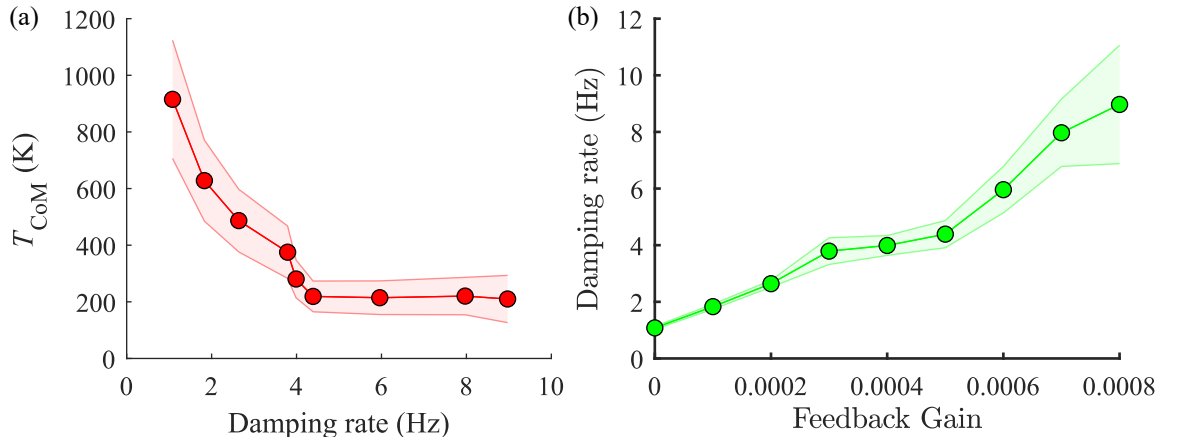 (a)
1200
1000
800
600
400
200
0
T_CoM (K)
0 2 4 6 8 10
Damping rate (Hz)
(b)
12
10
8
6
4
2
0
Damping rate (Hz)
0 0.0002 0.0004 0.0006 0.0008
Feedback Gain